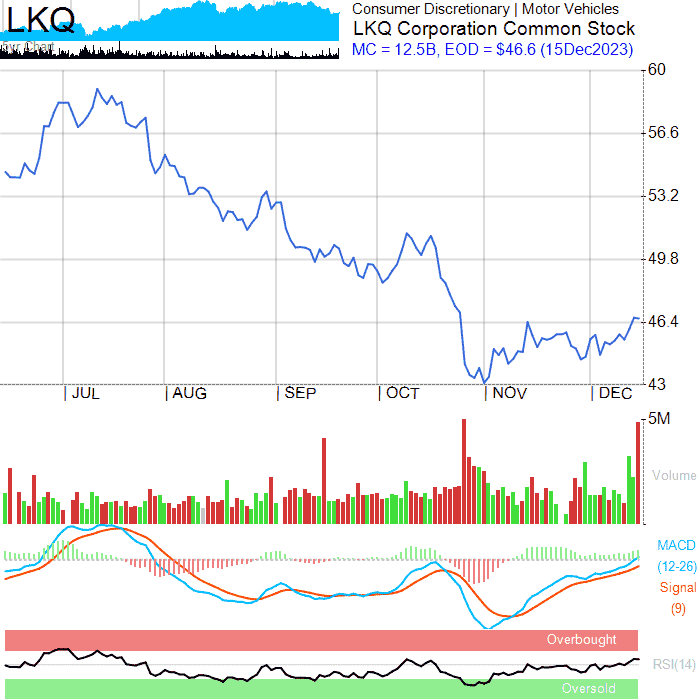 LKQ
5yr Chart
Consumer Discretionary | Motor Vehicles
LKQ Corporation Common Stock
MC = 12.5B, EOD = $46.6 (15Dec2023)
60
56.6
53.2
49.8
46.4
43
JUL
AUG
SEP
OCT
NOV
DEC
5M
Volume
MACD
(12-26)
Signal
(9)
Overbought
RSI(14)
Oversold